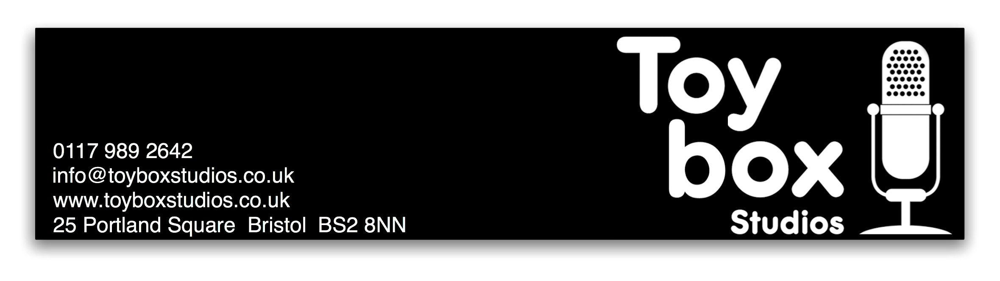 0117 989 2642
info@toyboxstudios.co.uk
www.toyboxstudios.co.uk
25 Portland Square  Bristol  BS2 8NN
Toy
box
Studios